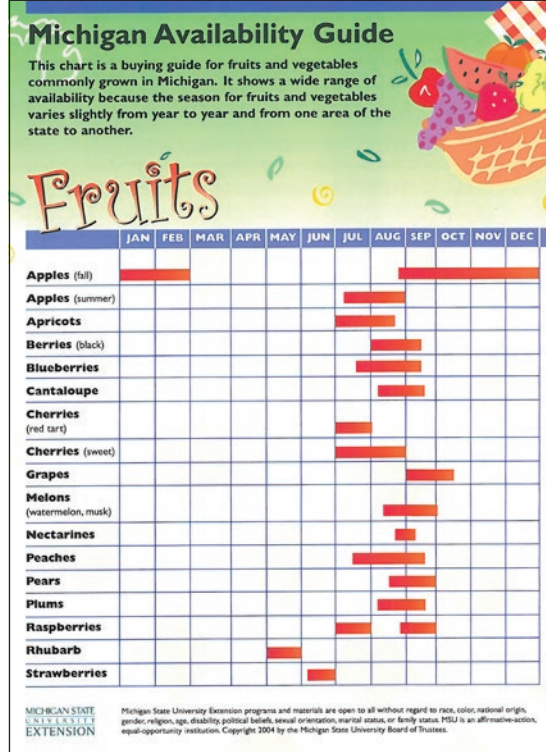 Michigan Availability Guide
This chart is a buying guide for fruits and vegetables
commonly grown in Michigan. It shows a wide range of
availability because the season for fruits and vegetables
varies slightly from year to year and from one area of the
state to another.
Fruits
JAN FEB MAR APR MAY JUN JUL AUG SEP OCT NOV DEC
Apples (fall)
Apples (summer)
Apricots
Berries (black)
Blueberries
Cantaloupe
Cherries
(red tart)
Cherries (sweet)
Grapes
Melons
(watermelon, musk)
Nectarines
Peaches
Pears
Plums
Raspberries
Rhubarb
Strawberries
MICHIGAN STATE
UNIVERSITY
EXTENSION
Michigan State University Extension programs and materials are open to all without regard to race, color, national origin,
gender, religion, age, disability, political beliefs, sexual orientation, marital status, or family status. MSU is an affirmative-action,
equal-opportunity institution. Copyright 2004 by the Michigan State University Board of Trustees.